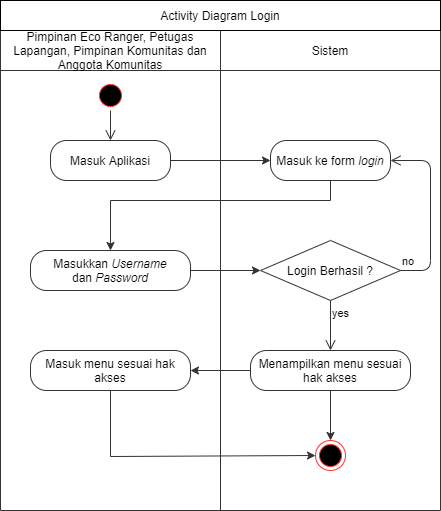 Activity Diagram Login
Pimpinan Eco Ranger, Petugas
Lapangan, Pimpinan Komunitas dan
Anggota Komunitas
Sistem
Masuk Aplikasi
Masuk ke form login
Masukkan Username
dan Password
Login Berhasil ?
no
yes
Masuk menu sesuai hak
akses
Menampilkan menu sesuai
hak akses